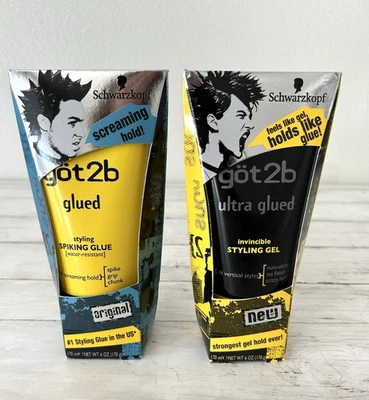 Schwarzkopf
screaming
hold!
göt2b
glued
styling
SPIKING GLUE
[water-resistant]
screaming hold
spike
grip
chunk
original
#1 Styling Glue in the US*
Schwarzkopf
feels like gel,
holds like
glue!
göt2b
ultra glued
invincible
STYLING GEL
vertical styles
new
strongest gel hold ever!